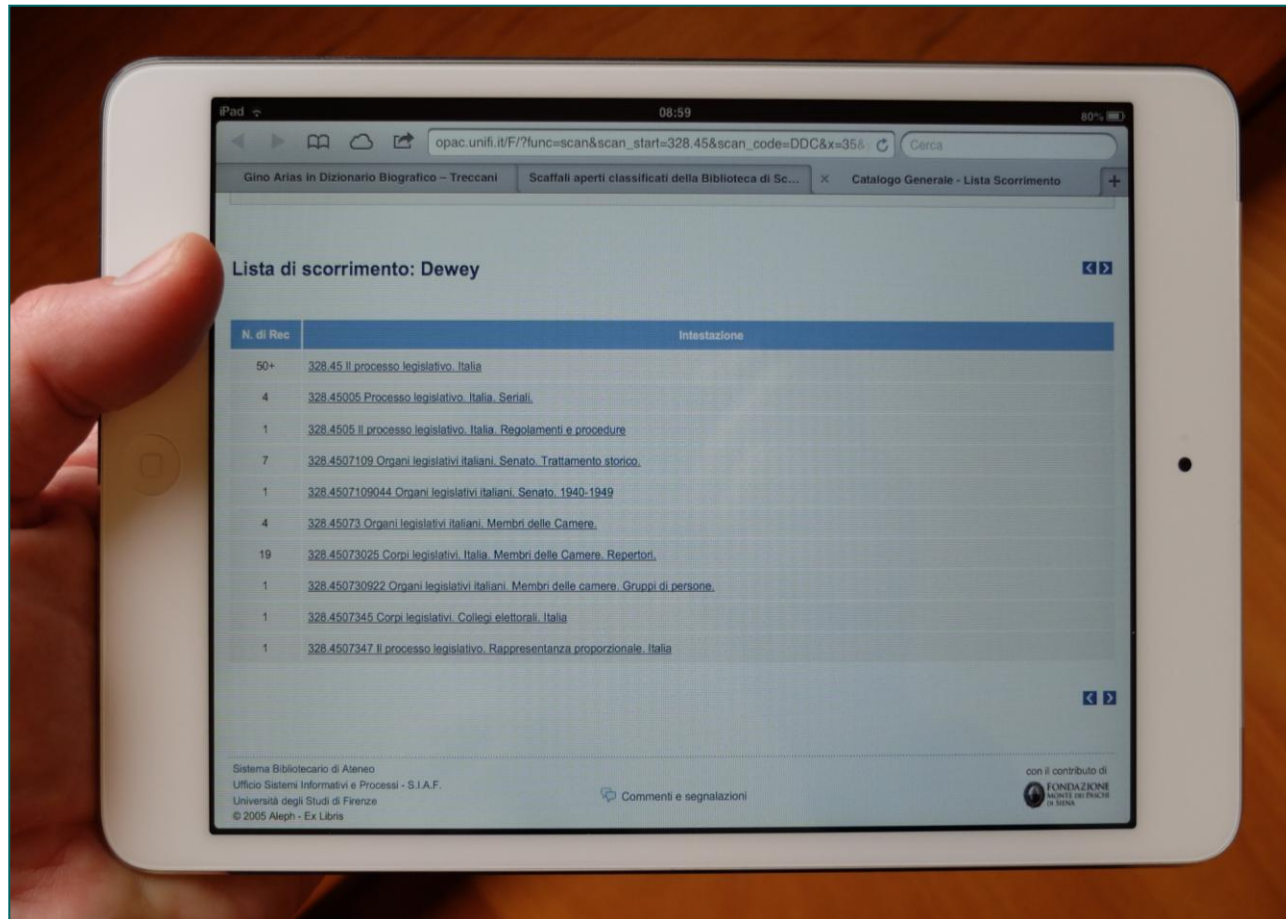 iPad 08:59 80%
opac.unifi.it/F/?func=scan&scan_start=328.45&scan_code=DDC&x=35& Cerca
Gino Arias in Dizionario Biografico – Treccani Scaffali aperti classificati della Biblioteca di Sc... × Catalogo Generale - Lista Scorrimento +
Lista di scorrimento: Dewey
N. di Rec Intestazione
50+ 328.45 Il processo legislativo. Italia
4 328.45005 Processo legislativo. Italia. Seriali.
1 328.4505 Il processo legislativo. Italia. Regolamenti e procedure
7 328.4507109 Organi legislativi italiani. Senato. Trattamento storico.
1 328.4507109044 Organi legislativi italiani. Senato. 1940-1949
4 328.45073 Organi legislativi italiani. Membri delle Camere.
19 328.45073025 Corpi legislativi. Italia. Membri delle Camere. Repertori.
1 328.450730922 Organi legislativi italiani. Membri delle camere. Gruppi di persone.
1 328.4507345 Corpi legislativi. Collegi elettorali. Italia
1 328.4507347 Il processo legislativo. Rappresentanza proporzionale. Italia
Sistema Bibliotecario di Ateneo
Ufficio Sistemi Informativi e Processi - S.I.A.F.
Università degli Studi di Firenze
© 2005 Aleph - Ex Libris
Commenti e segnalazioni
con il contributo di
FONDAZIONE
MONTE DEI PASCHI
DI SIENA